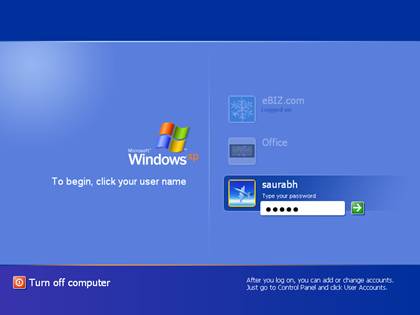 eBIZ.com
Logged on
Office
Microsoft
Windows xp
To begin, click your user name
saurabh
Type your password
Turn off computer
After you log on, you can add or change accounts.
Just go to Control Panel and click User Accounts.